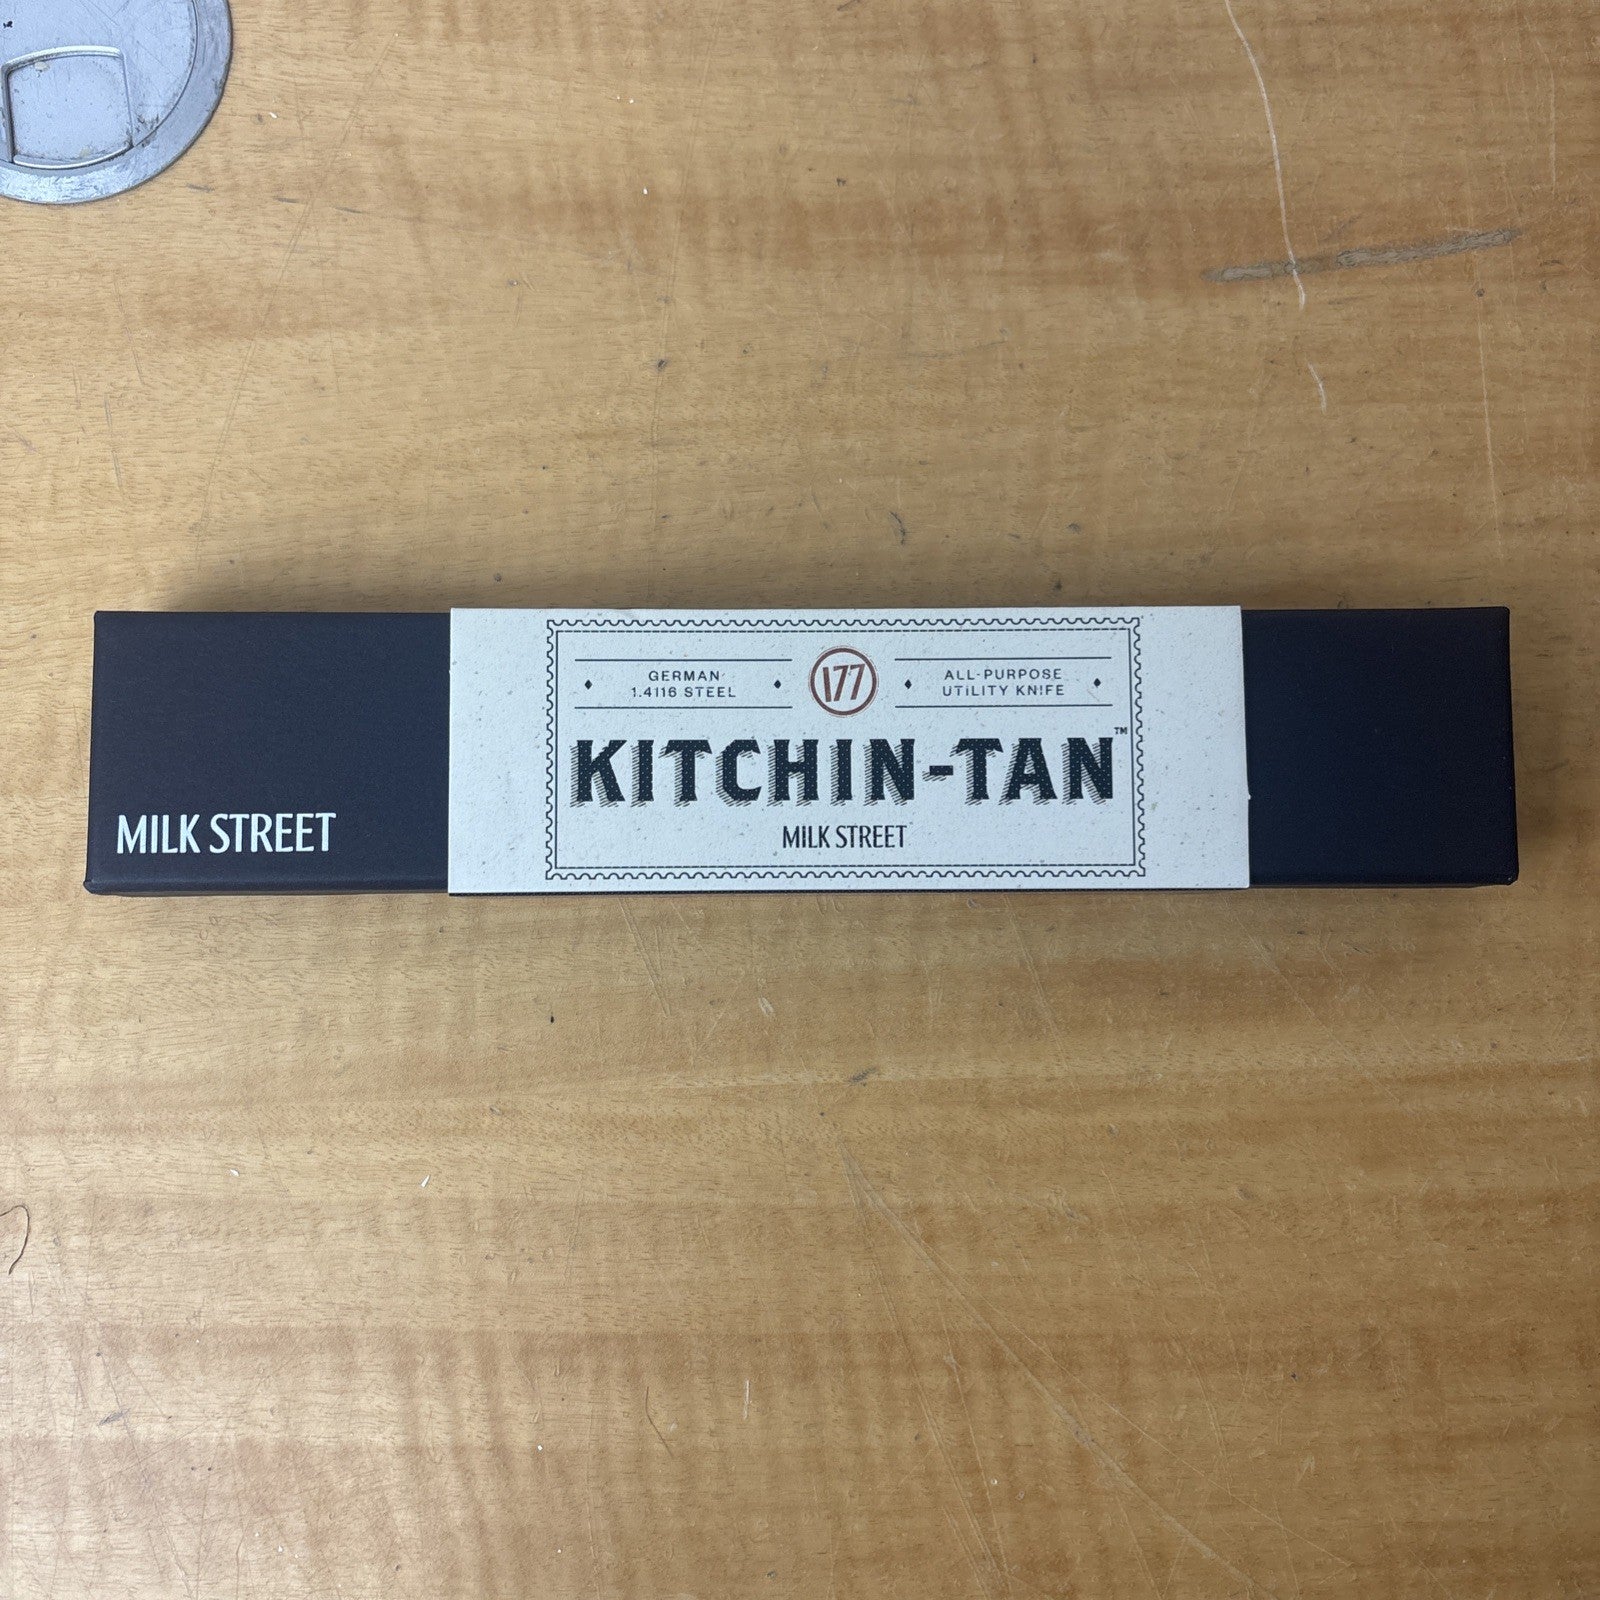 MILK STREET
GERMAN
1.4116 STEEL
177
ALL-PURPOSE
UTILITY KNIFE
KITCHIN-TAN™
MILK STREET